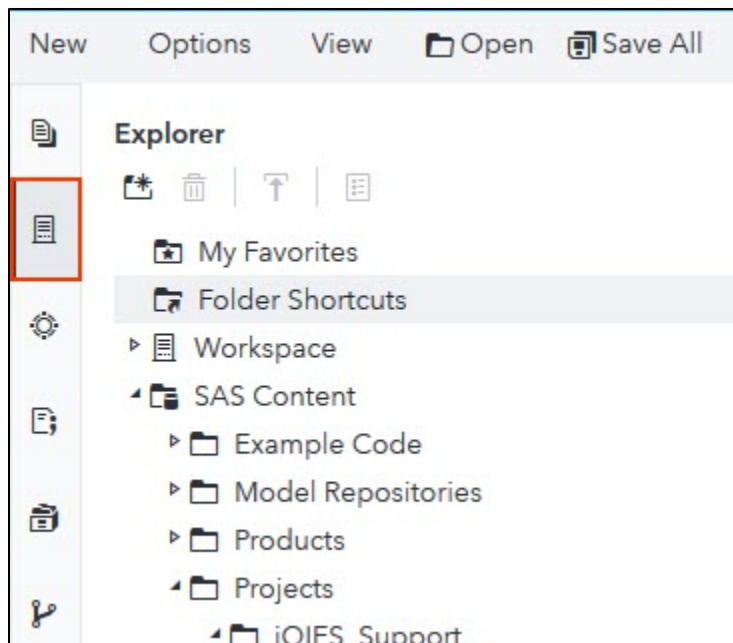 New Options View Open Save All
Explorer
My Favorites
Folder Shortcuts
Workspace
SAS Content
Example Code
Model Repositories
Products
Projects
iQIES_Support